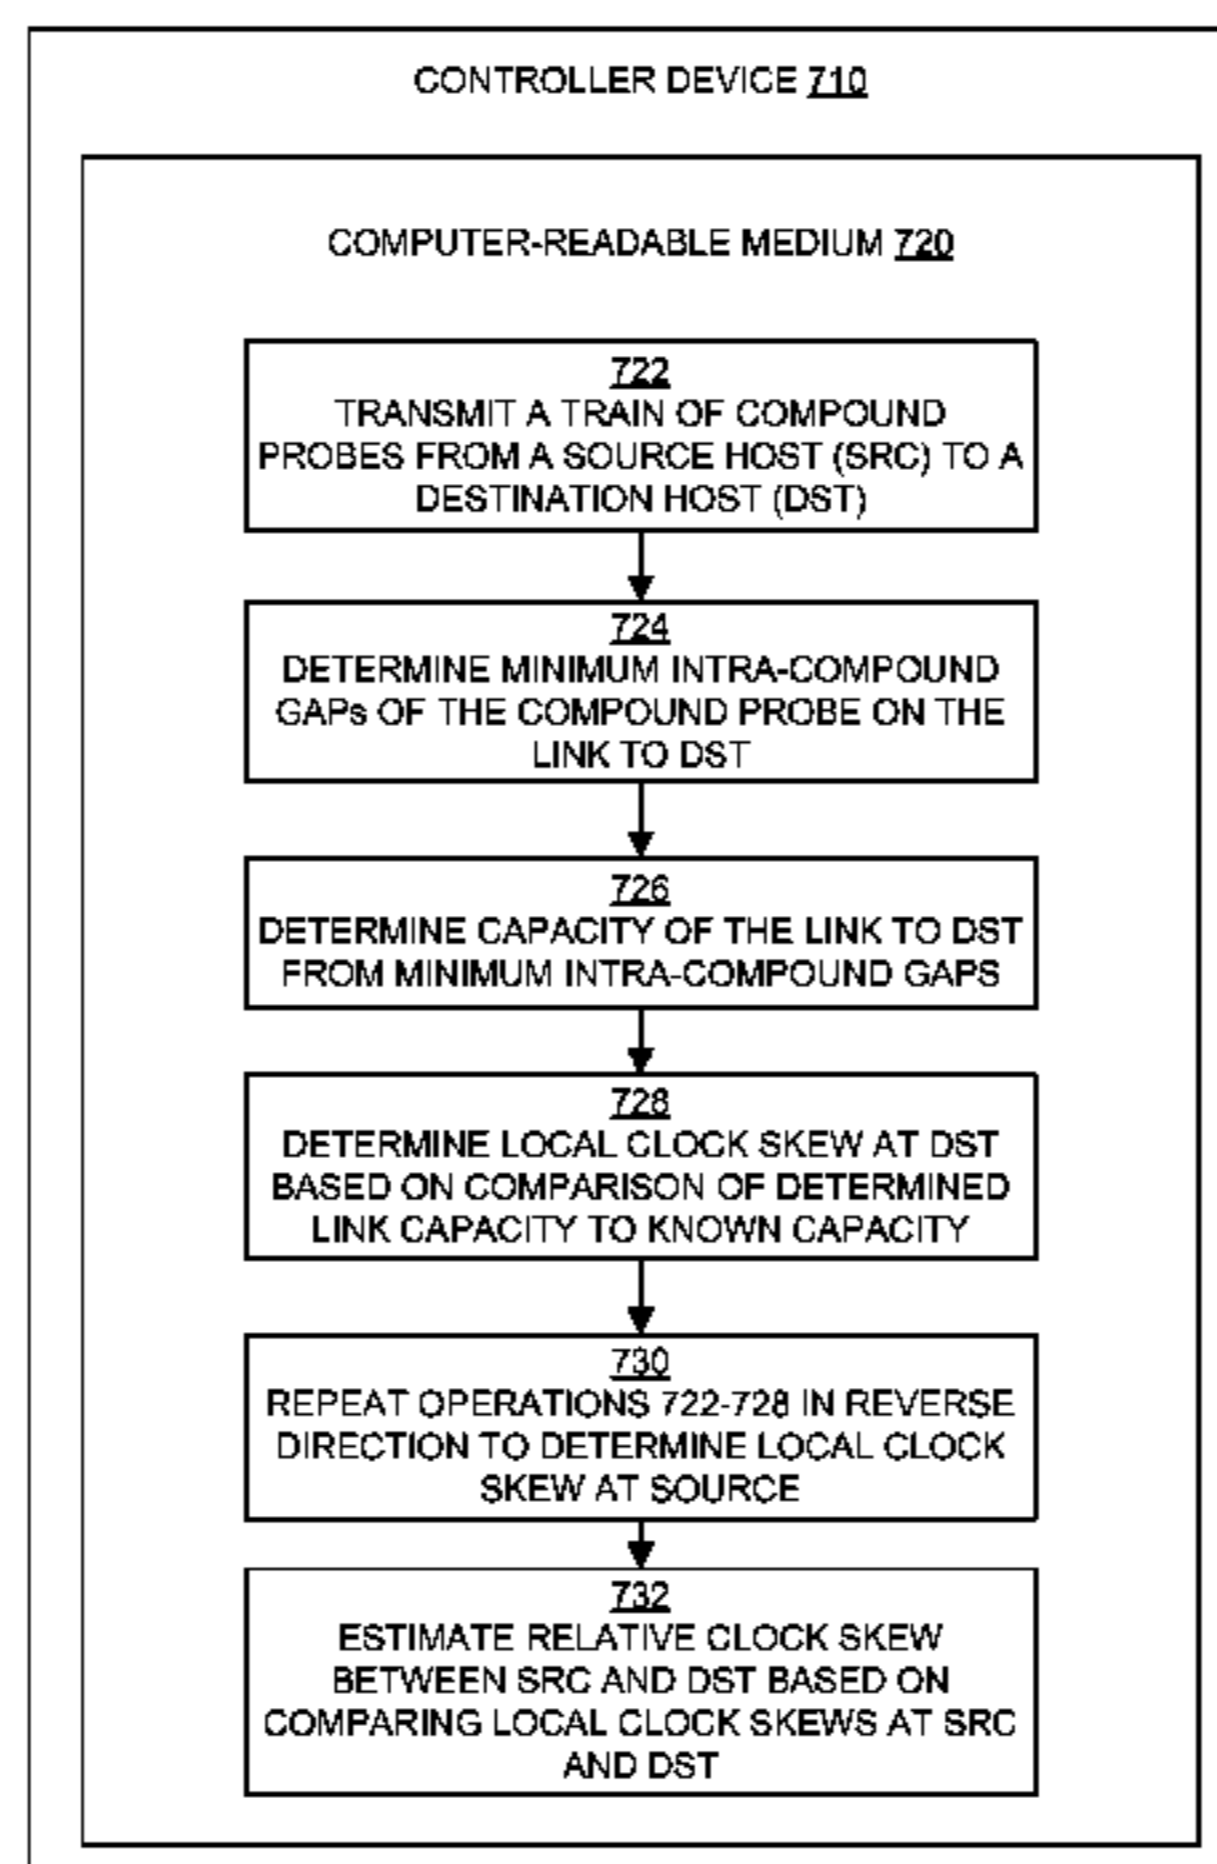 CONTROLLER DEVICE 710
COMPUTER-READABLE MEDIUM 720
722
TRANSMIT A TRAIN OF COMPOUND
PROBES FROM A SOURCE HOST (SRC) TO A
DESTINATION HOST (DST)
724
DETERMINE MINIMUM INTRA-COMPOUND
GAPs OF THE COMPOUND PROBE ON THE
LINK TO DST
726
DETERMINE CAPACITY OF THE LINK TO DST
FROM MINIMUM INTRA-COMPOUND GAPS
728
DETERMINE LOCAL CLOCK SKEW AT DST
BASED ON COMPARISON OF DETERMINED
LINK CAPACITY TO KNOWN CAPACITY
730
REPEAT OPERATIONS 722-728 IN REVERSE
DIRECTION TO DETERMINE LOCAL CLOCK
SKEW AT SOURCE
732
ESTIMATE RELATIVE CLOCK SKEW
BETWEEN SRC AND DST BASED ON
COMPARING LOCAL CLOCK SKEWS AT SRC
AND DST